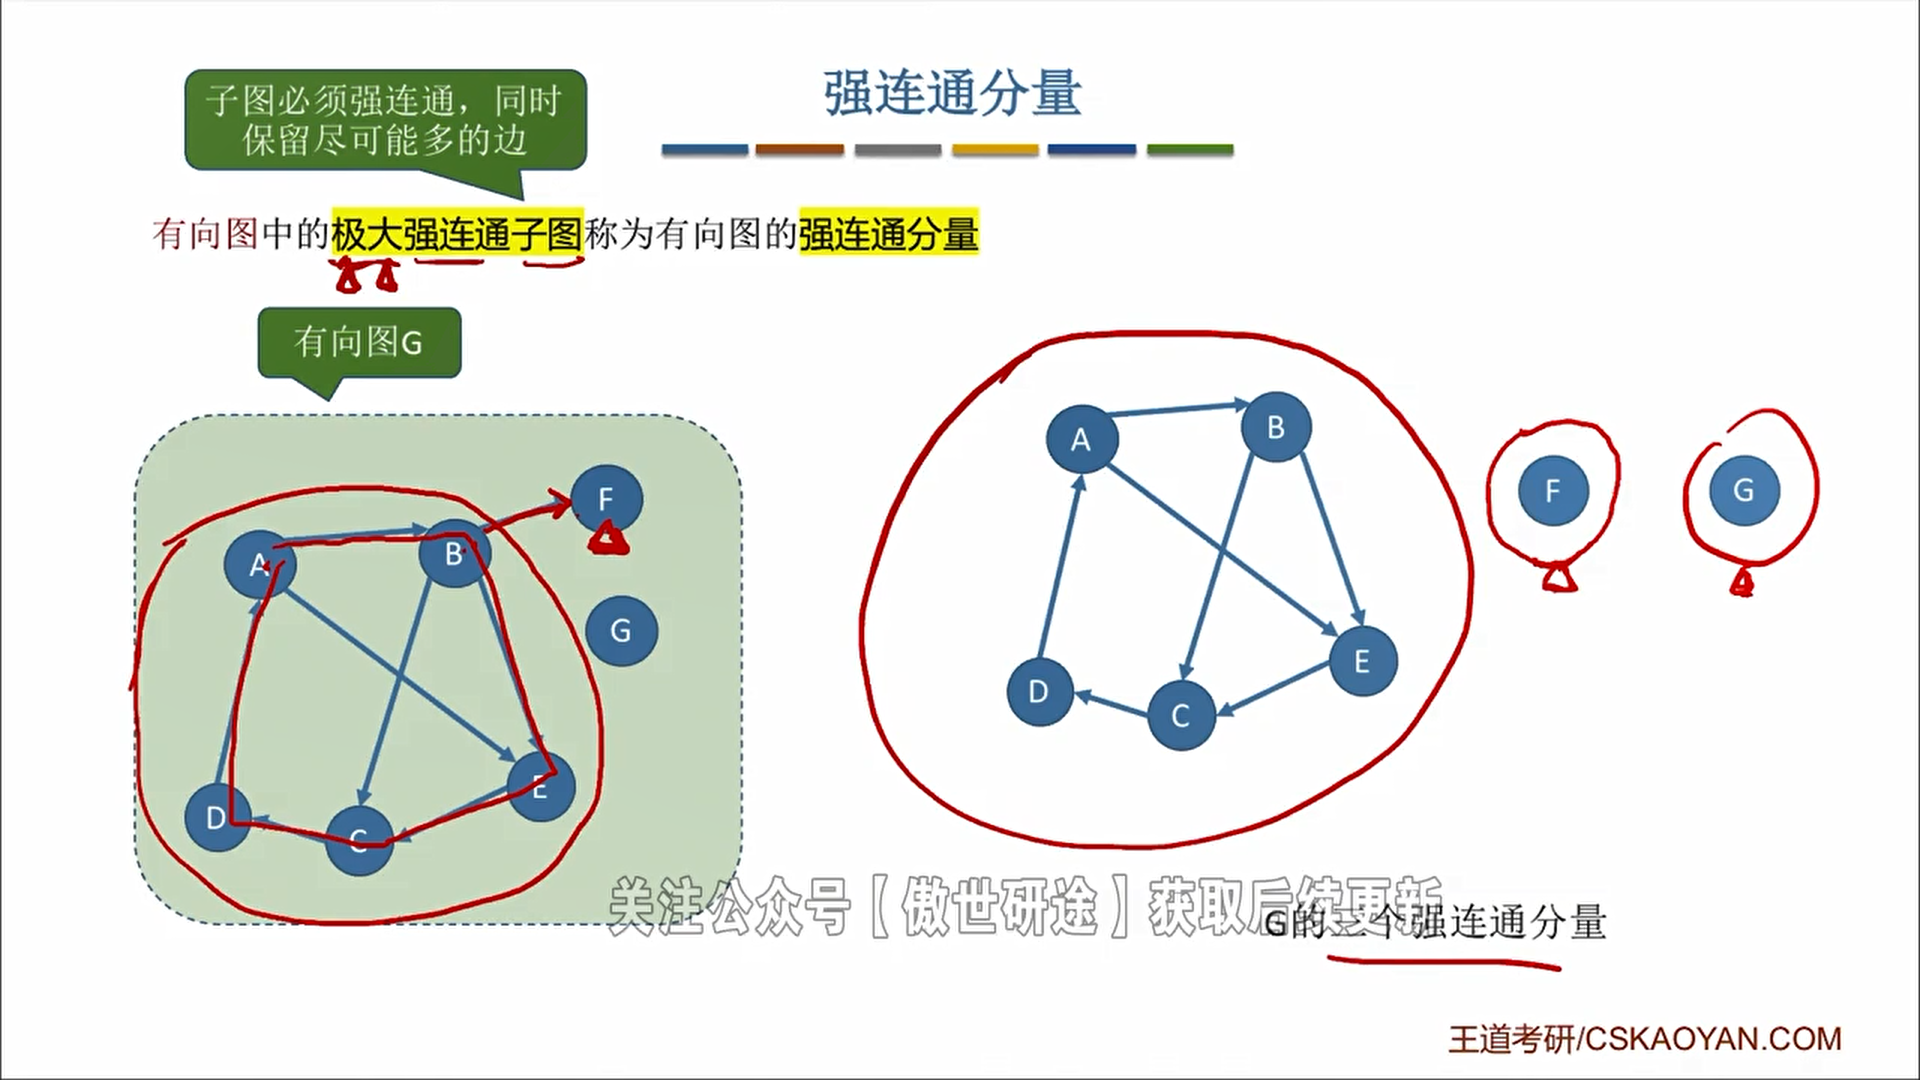 强连通分量
子图必须强连通，同时
保留尽可能多的边
有向图中的极大强连通子图称为有向图的强连通分量
有向图G
A
B
F
G
D
C
E
A
B
F
G
D
C
E
关注公众号【傲世研途】获取后续更新
G的三个强连通分量
王道考研/CSKAOYAN.COM